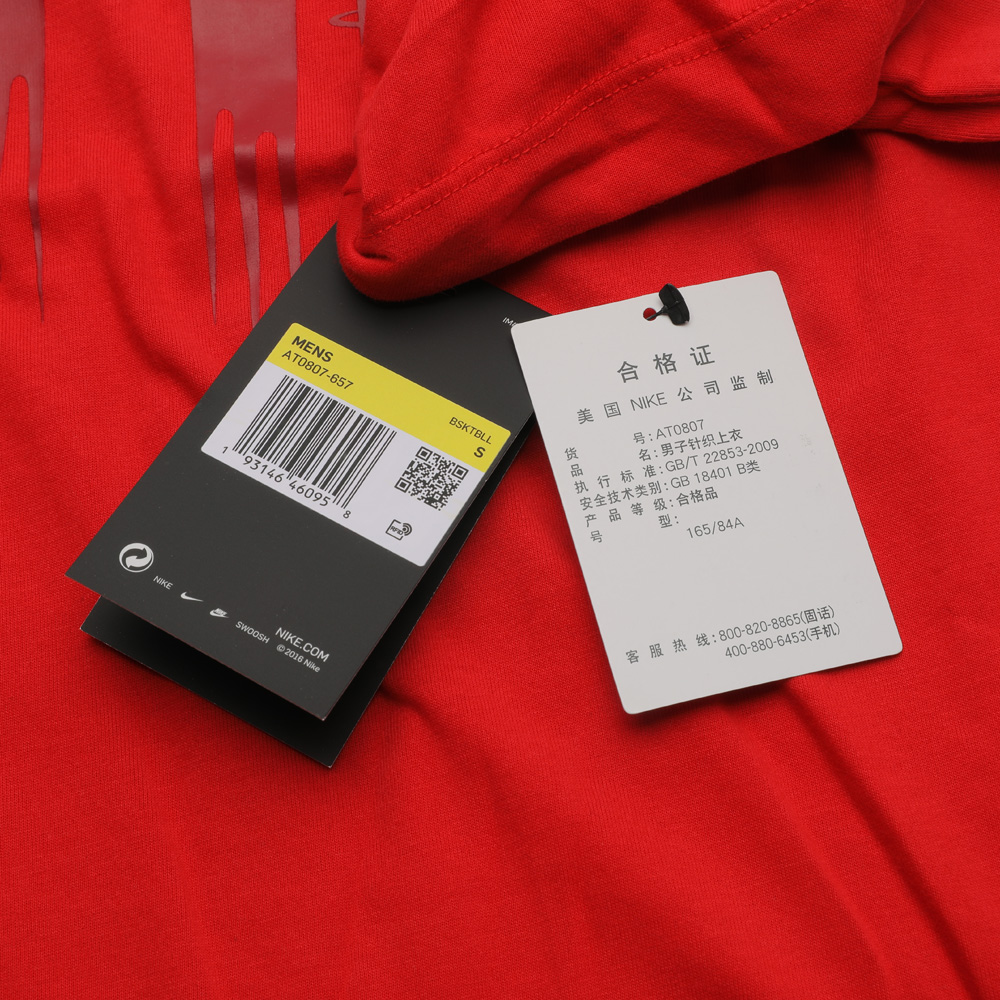 MENS
AT0807-657
BSKTBLL
S
1 93146 46095 8
RFID
NIKE
SWOOSH
NIKE.COM
© 2016 Nike
合格证
美国 NIKE 公司监制
货号:AT0807
品名:男子针织上衣
执行标准:GB/T 22853-2009
安全技术类别:GB 18401 B类
产品等级:合格品
号型:
165/84A
客服热线:800-820-8865(固话)
400-880-6453(手机)